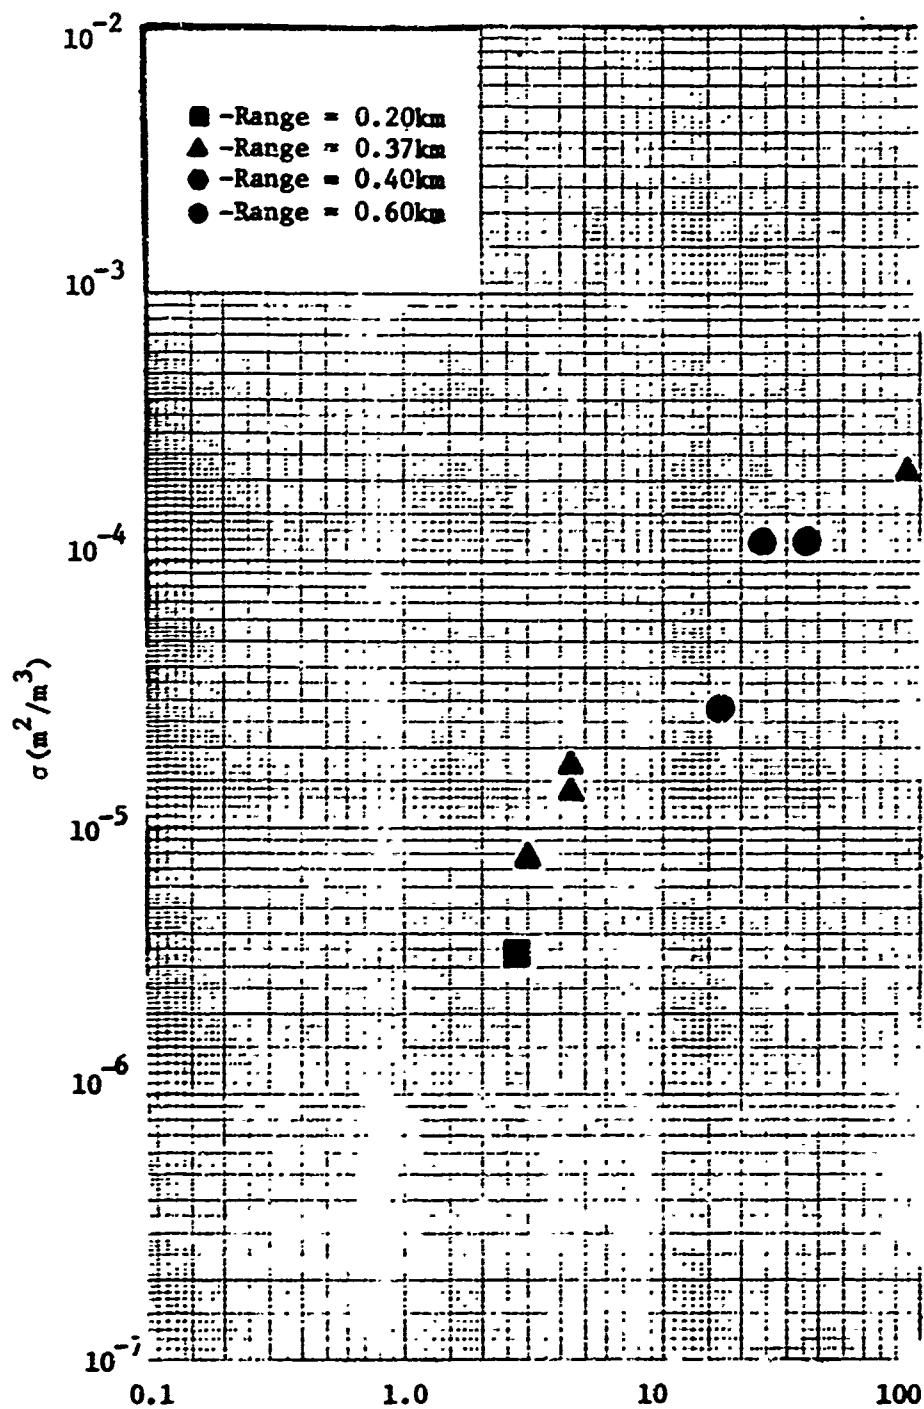 10^-2
■ -Range = 0.20km
▲ -Range = 0.37km
⬣ -Range = 0.40km
● -Range = 0.60km
10^-3
10^-4
σ(m^2/m^3)
10^-5
10^-6
10^-7
0.1 1.0 10 100